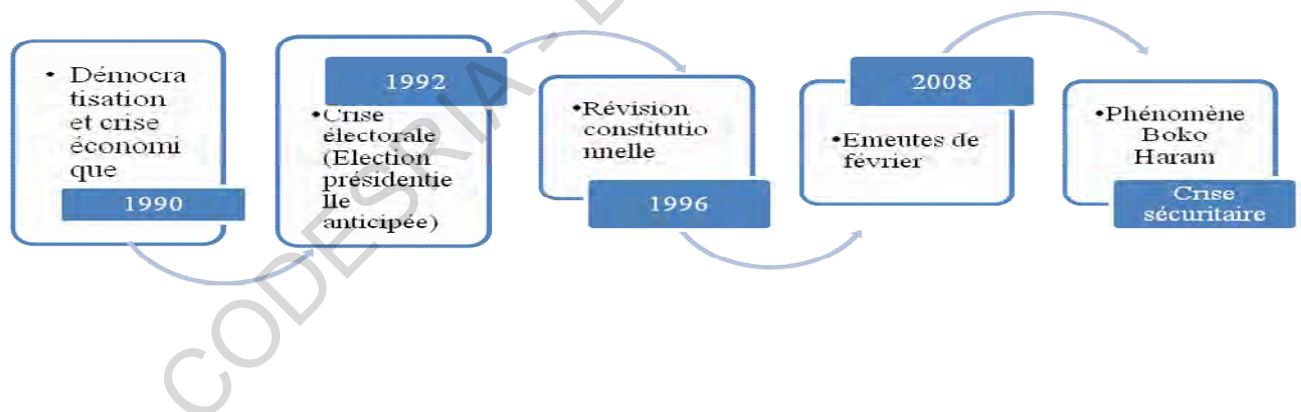 • Démocra
tisation
et crise
économi
que
1990
1992
•Crise
électorale
(Election
présidentie
lle
anticipée)
•Révision
constitutio
nnelle
1996
2008
•Emeutes de
février
•Phénomène
Boko
Haram
Crise
sécuritaire
CODESRIA -